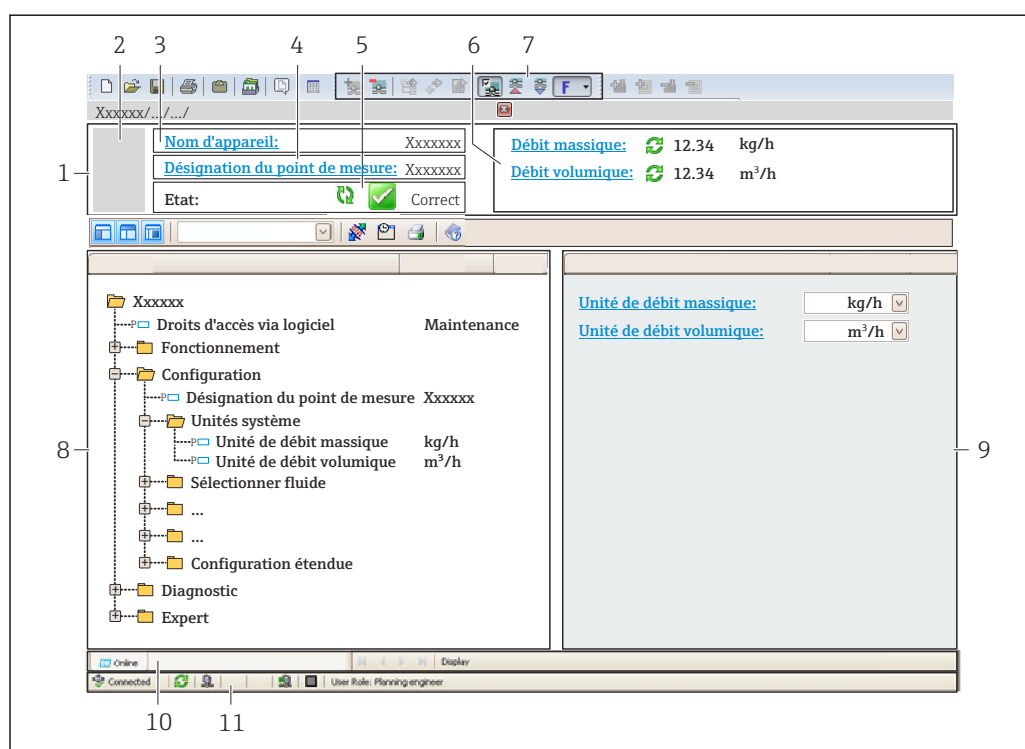 2 3 4 5 6 7
F
Xxxxxx/.../.../
1
Nom d'appareil: Xxxxxxx
Désignation du point de mesure: Xxxxxxx
Etat: Correct
Débit massique: 12.34 kg/h
Débit volumique: 12.34 m³/h
Xxxxxx
Droits d'accès via logiciel Maintenance
Fonctionnement
Configuration
Désignation du point de mesure Xxxxxx
Unités système
Unité de débit massique kg/h
Unité de débit volumique m³/h
Sélectionner fluide
...
...
Configuration étendue
Diagnostic
Expert
8
Unité de débit massique: kg/h
Unité de débit volumique: m³/h
9
Online Display
Connected User Role: Planning engineer
10 11